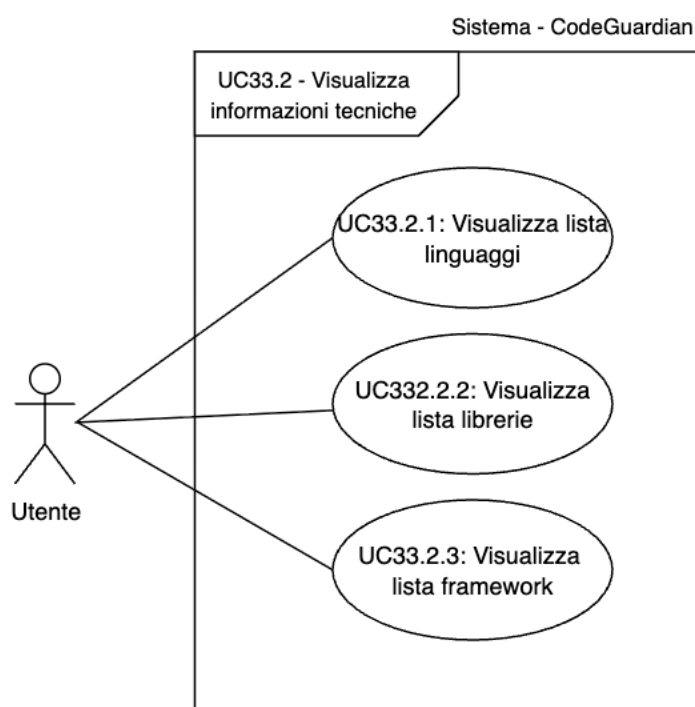 Sistema - CodeGuardian
UC33.2 - Visualizza
informazioni tecniche
UC33.2.1: Visualizza lista
linguaggi
UC332.2.2: Visualizza
lista librerie
Utente
UC33.2.3: Visualizza
lista framework